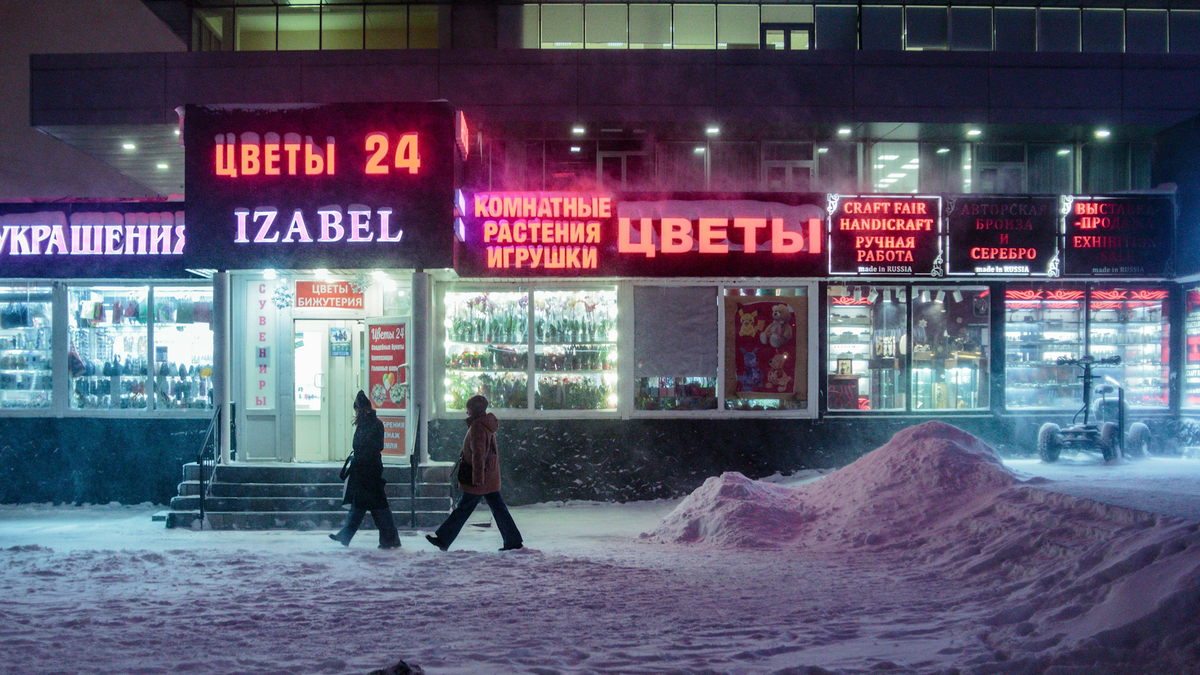 УКРАШЕНИЯ
ЦВЕТЫ 24
IZABEL
КОМНАТНЫЕ
РАСТЕНИЯ
ИГРУШКИ
ЦВЕТЫ
CRAFT FAIR
HANDICRAFT
РУЧНАЯ
РАБОТА
made in RUSSIA
АВТОРСКАЯ
БРОНЗА
И
СЕРЕБРО
made in RUSSIA
ВЫСТАВКА
-ПРОДАЖА
EXHIBITION
SALE
made in RUSSIA
СУВЕНИРЫ
ЦВЕТЫ
БИЖУТЕРИЯ
Цветы 24